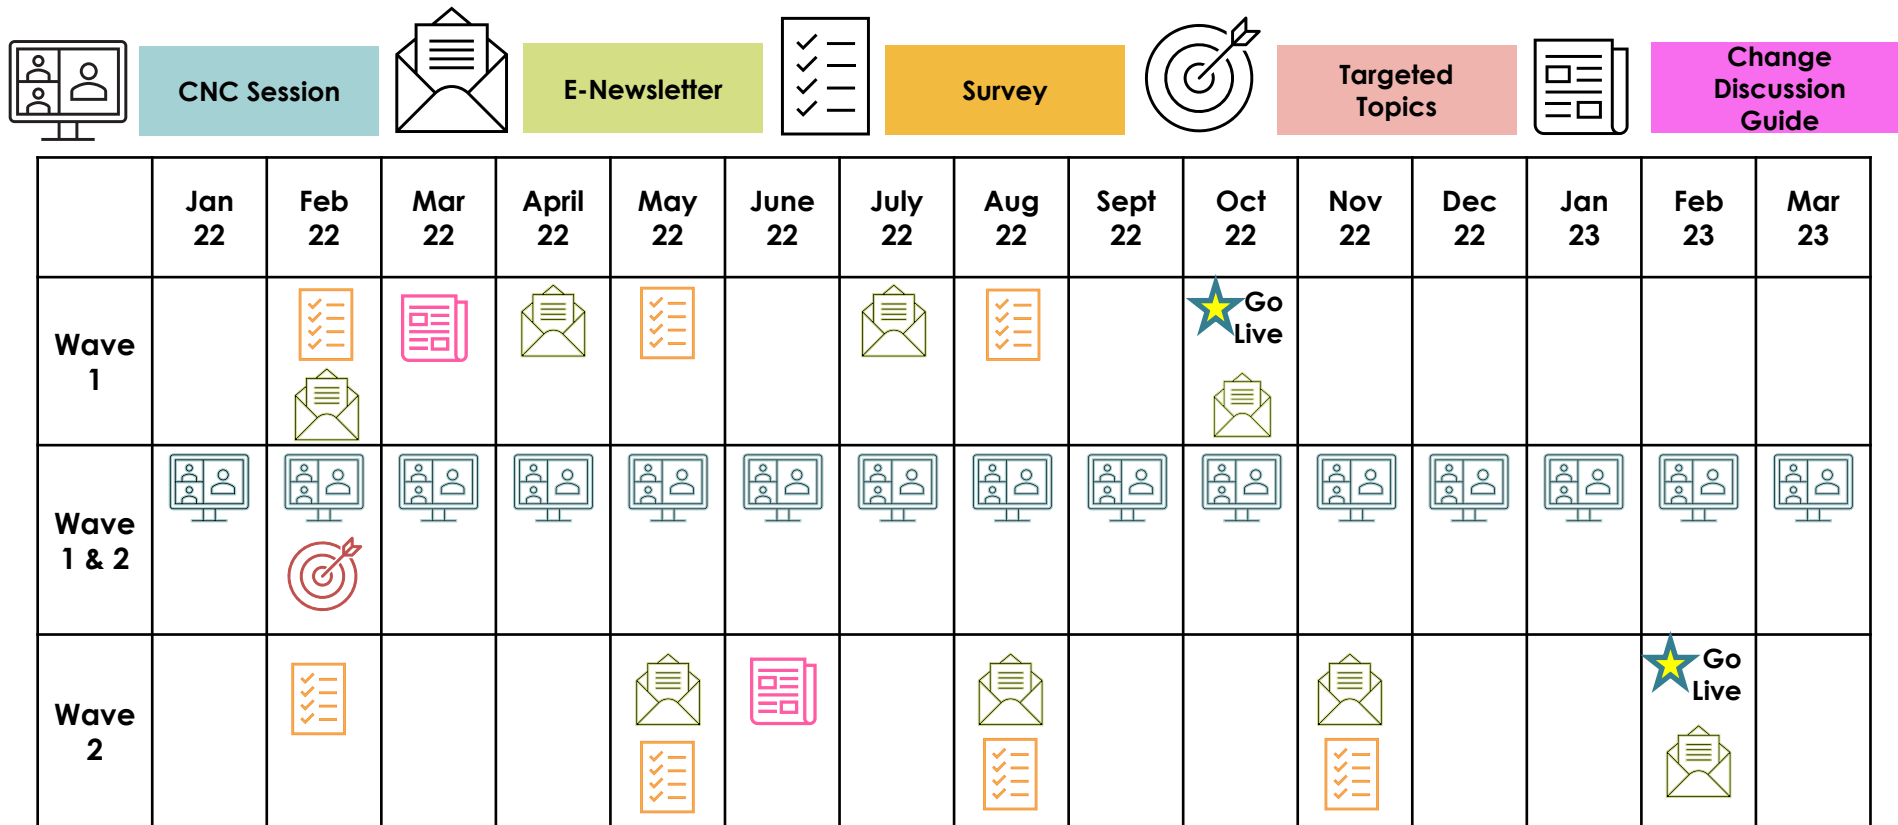 CNC Session
E-Newsletter
Survey
Targeted
Topics
Change
Discussion
Guide
Jan
22
Feb
22
Mar
22
April
22
May
22
June
22
July
22
Aug
22
Sept
22
Oct
22
Nov
22
Dec
22
Jan
23
Feb
23
Mar
23
Wave
1
Go
Live
Wave
1 & 2
Wave
2
Go
Live